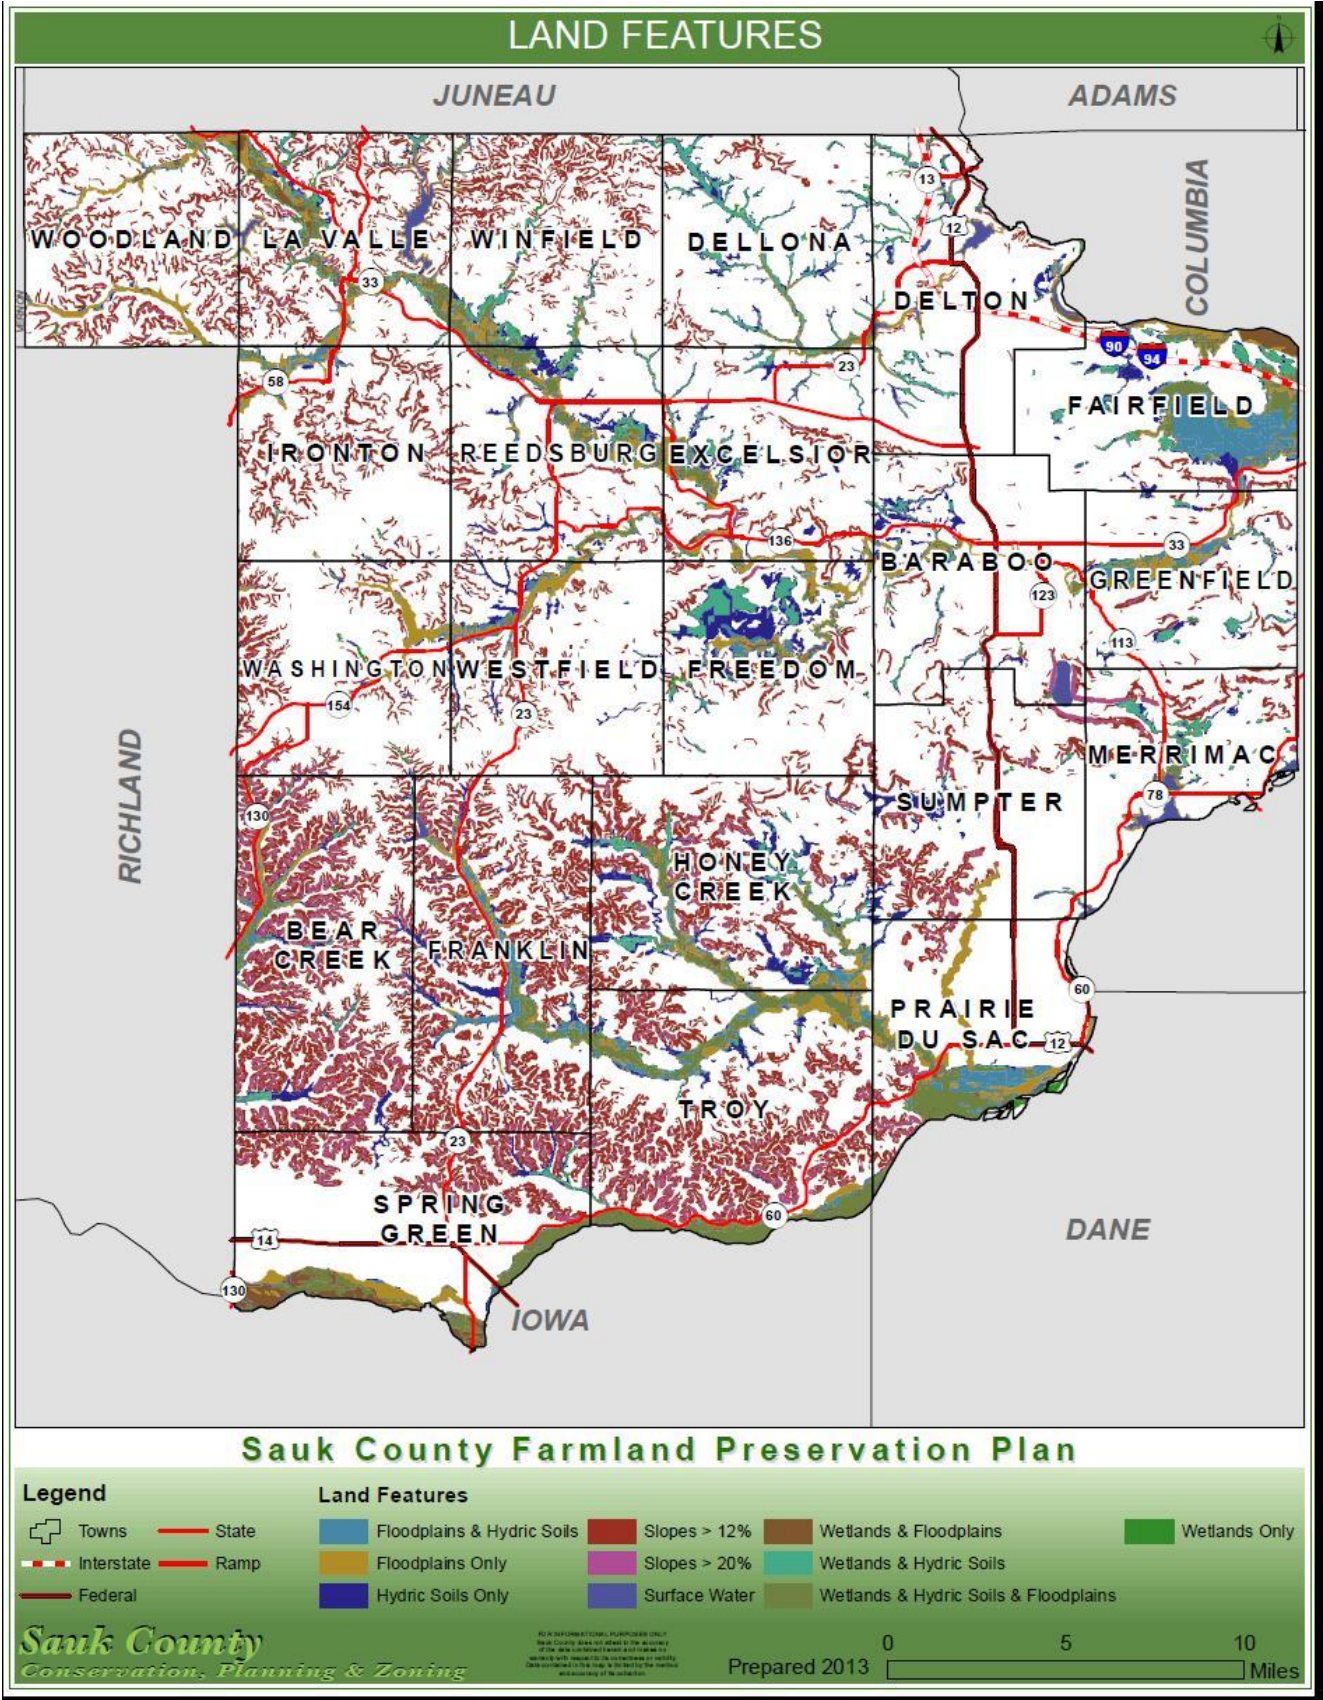 LAND FEATURES
N
JUNEAU
ADAMS
COLUMBIA
13
12
WOODLAND
LA VALLE
WINFIELD
DELLONA
33
DELTON
VERNON
90
94
58
23
FAIRFIELD
IRONTON
REEDSBURG
EXCELSIOR
136
33
BARABOO
GREENFIELD
123
113
WASHINGTON
WESTFIELD
FREEDOM
154
23
RICHLAND
MERRIMAC
130
SUMPTER
78
HONEY
CREEK
BEAR
CREEK
FRANKLIN
60
PRAIRIE
DU SAC
12
TROY
23
SPRING
GREEN
60
14
DANE
130
IOWA
Sauk County Farmland Preservation Plan
Legend
Land Features
Towns
State
Floodplains & Hydric Soils
Slopes > 12%
Wetlands & Floodplains
Wetlands Only
Interstate
Ramp
Floodplains Only
Slopes > 20%
Wetlands & Hydric Soils
Federal
Hydric Soils Only
Surface Water
Wetlands & Hydric Soils & Floodplains
Sauk County
Conservation, Planning & Zoning
FOR INFORMATIONAL PURPOSES ONLY
Prepared 2013
0
5
10
Miles